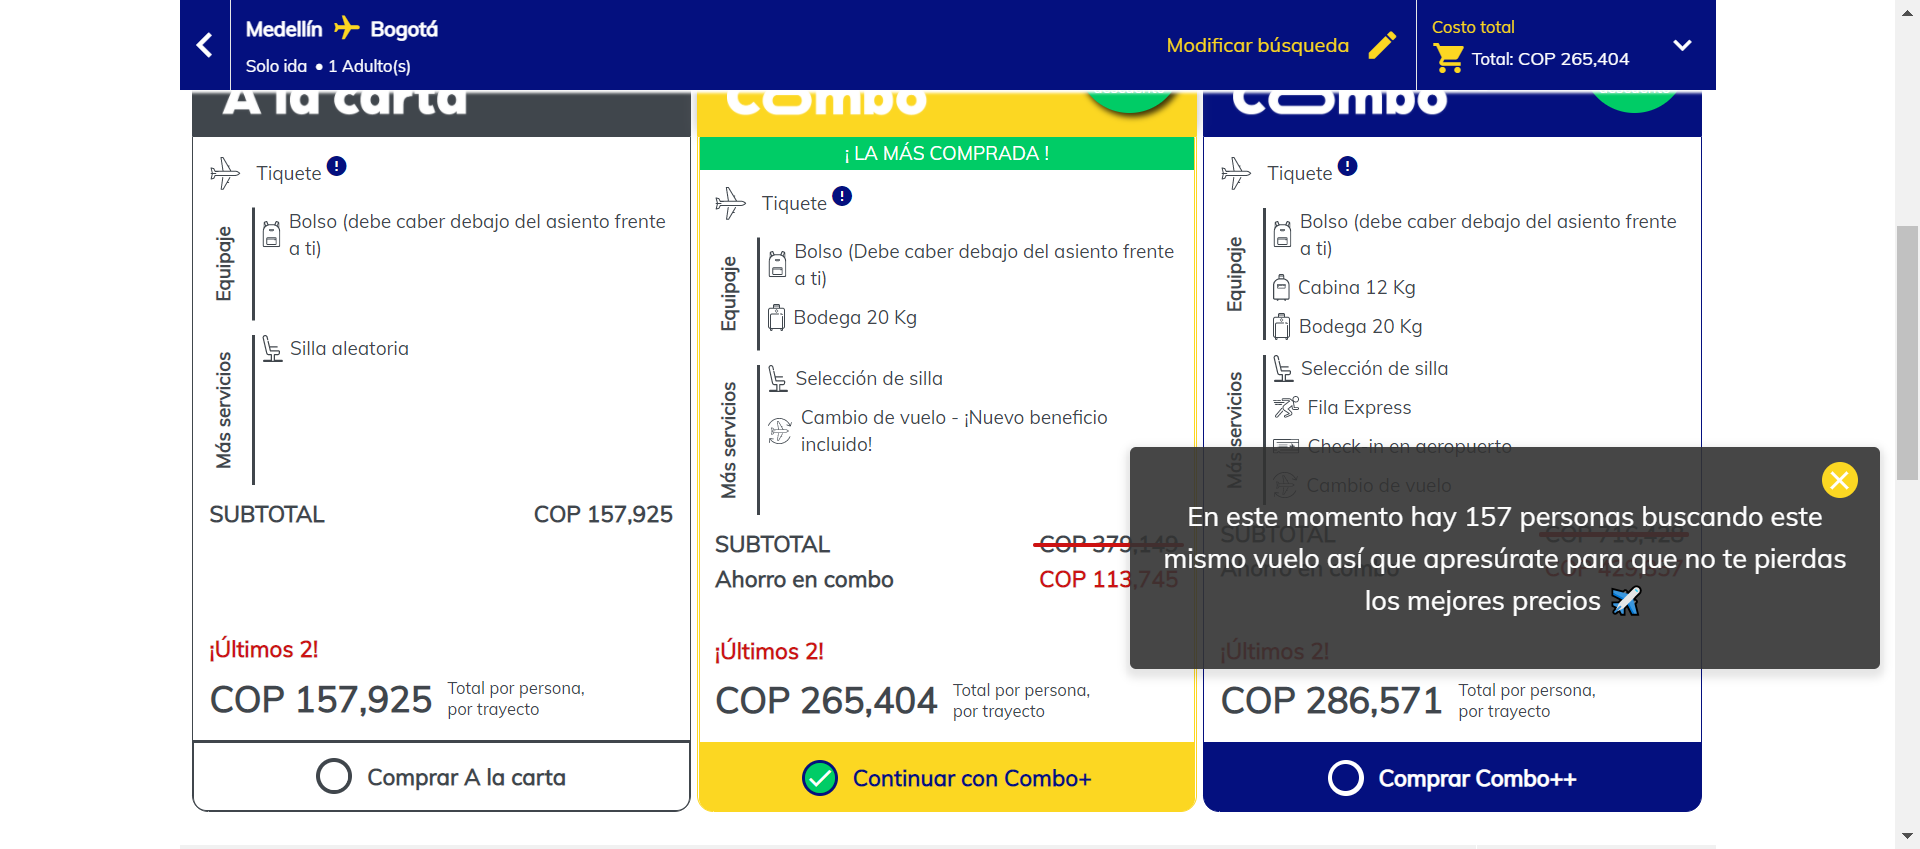 Medellín Bogotá
Solo ida • 1 Adulto(s)
Modificar búsqueda
Costo total
Total: COP 265,404
A la carta
Tiquete
Equipaje
Bolso (debe caber debajo del asiento frente
a ti)
Más servicios
Silla aleatoria
SUBTOTAL COP 157,925
¡Últimos 2!
COP 157,925
Total por persona,
por trayecto
Comprar A la carta
Combo
¡ LA MÁS COMPRADA !
Tiquete
Equipaje
Bolso (Debe caber debajo del asiento frente
a ti)
Bodega 20 Kg
Más servicios
Selección de silla
Cambio de vuelo - ¡Nuevo beneficio
incluido!
SUBTOTAL COP 379,149
Ahorro en combo COP 113,745
¡Últimos 2!
COP 265,404
Total por persona,
por trayecto
Continuar con Combo+
Combo
Tiquete
Equipaje
Bolso (debe caber debajo del asiento frente
a ti)
Cabina 12 Kg
Bodega 20 Kg
Más servicios
Selección de silla
Fila Express
Check-in en aeropuerto
Cambio de vuelo
SUBTOTAL
Ahorro en combo
¡Últimos 2!
COP 286,571
Total por persona,
por trayecto
Comprar Combo++
En este momento hay 157 personas buscando este
mismo vuelo así que apresúrate para que no te pierdas
los mejores precios